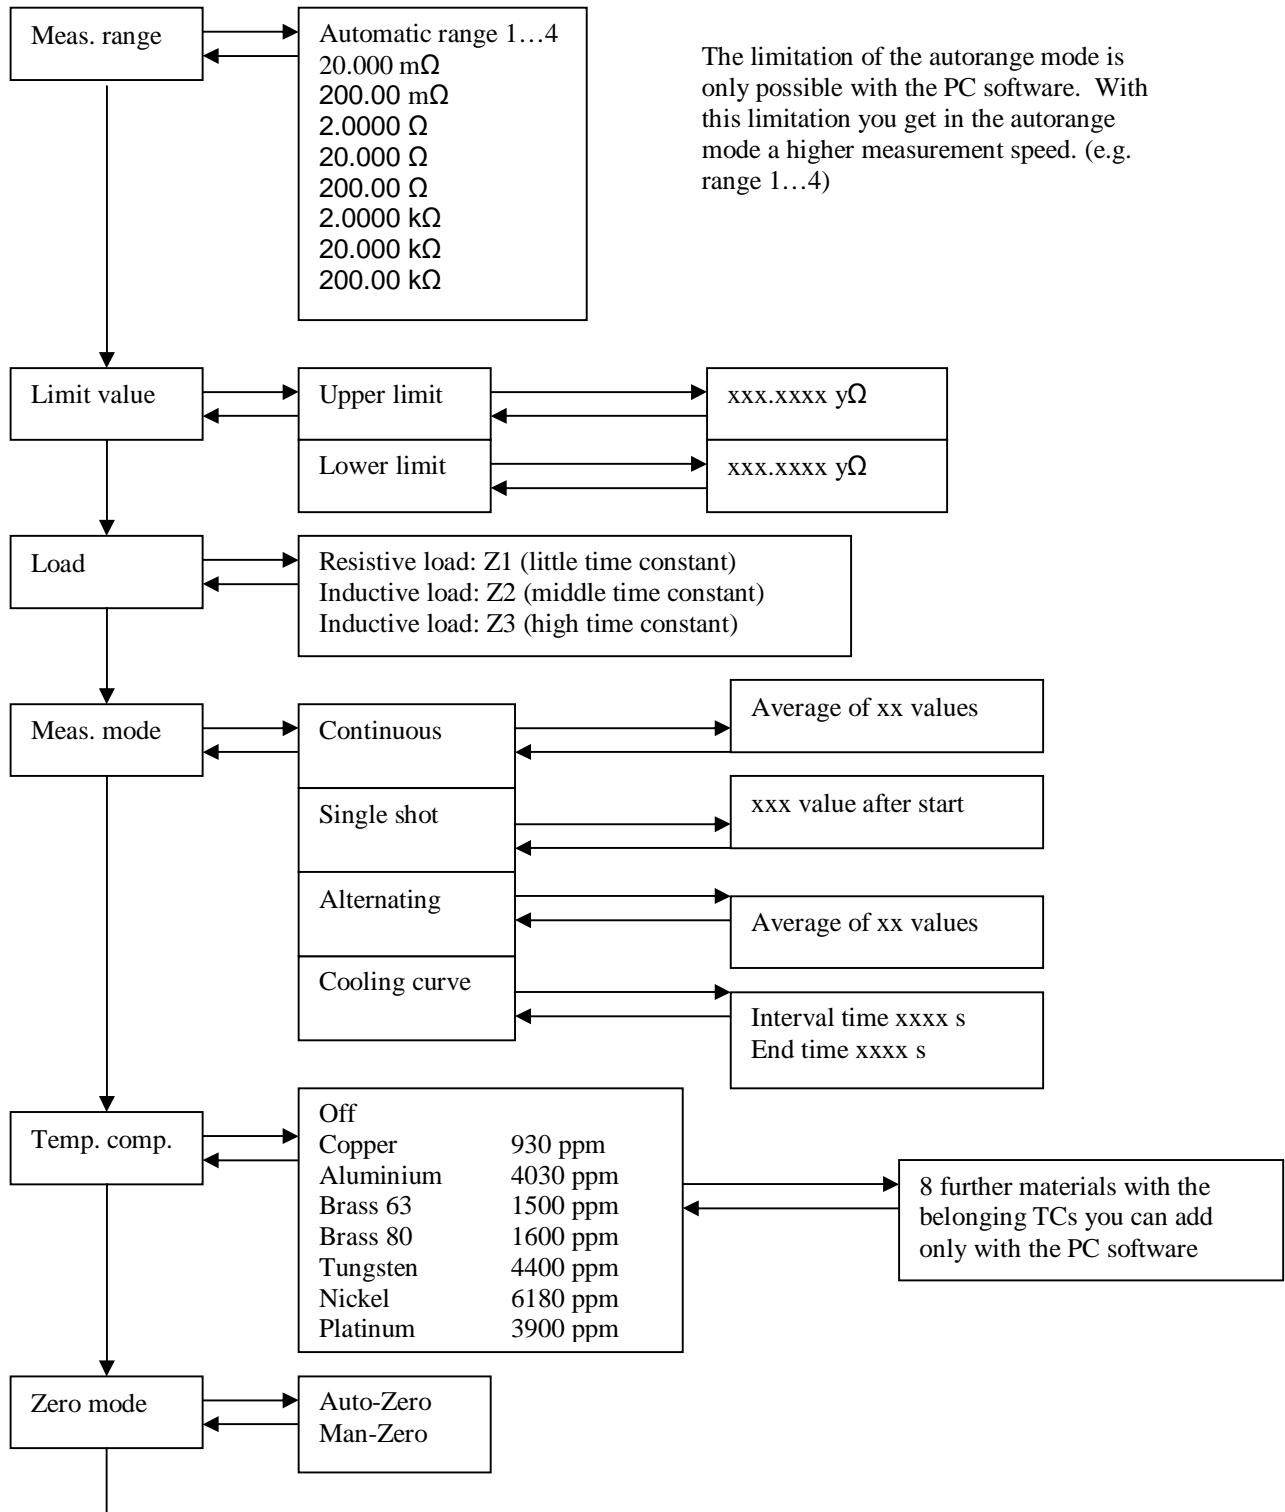 Meas. range
Automatic range 1…4
20.000 mΩ
200.00 mΩ
2.0000 Ω
20.000 Ω
200.00 Ω
2.0000 kΩ
20.000 kΩ
200.00 kΩ
The limitation of the autorange mode is
only possible with the PC software.  With
this limitation you get in the autorange
mode a higher measurement speed. (e.g.
range 1…4)
Limit value
Upper limit
xxx.xxxx yΩ
Lower limit
xxx.xxxx yΩ
Load
Resistive load: Z1 (little time constant)
Inductive load: Z2 (middle time constant)
Inductive load: Z3 (high time constant)
Meas. mode
Continuous
Average of xx values
Single shot
xxx value after start
Alternating
Average of xx values
Cooling curve
Interval time xxxx s
End time xxxx s
Temp. comp.
Off
Copper 930 ppm
Aluminium 4030 ppm
Brass 63 1500 ppm
Brass 80 1600 ppm
Tungsten 4400 ppm
Nickel 6180 ppm
Platinum 3900 ppm
8 further materials with the
belonging TCs you can add
only with the PC software
Zero mode
Auto-Zero
Man-Zero